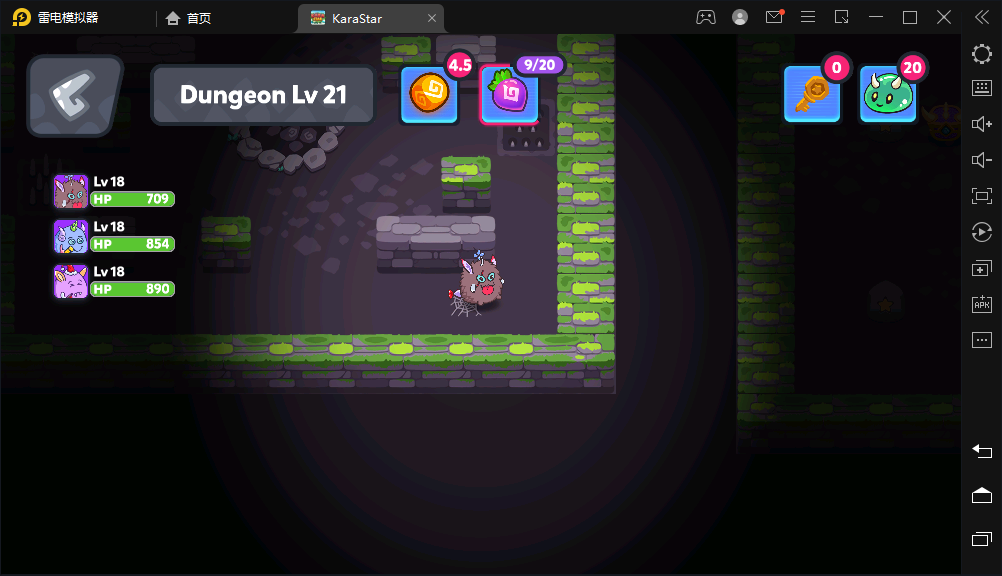 雷电模拟器
首页
KaraStar
Dungeon Lv 21
4.5
9/20
0
20
Lv 18
HP 709
Lv 18
HP 854
Lv 18
HP 890
APK